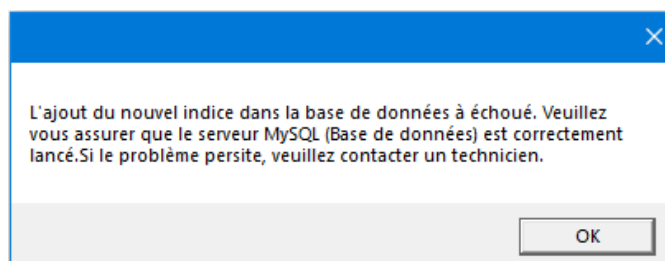 L'ajout du nouvel indice dans la base de données à échoué. Veuillez
vous assurer que le serveur MySQL (Base de données) est correctement
lancé.Si le problème persite, veuillez contacter un technicien.
OK